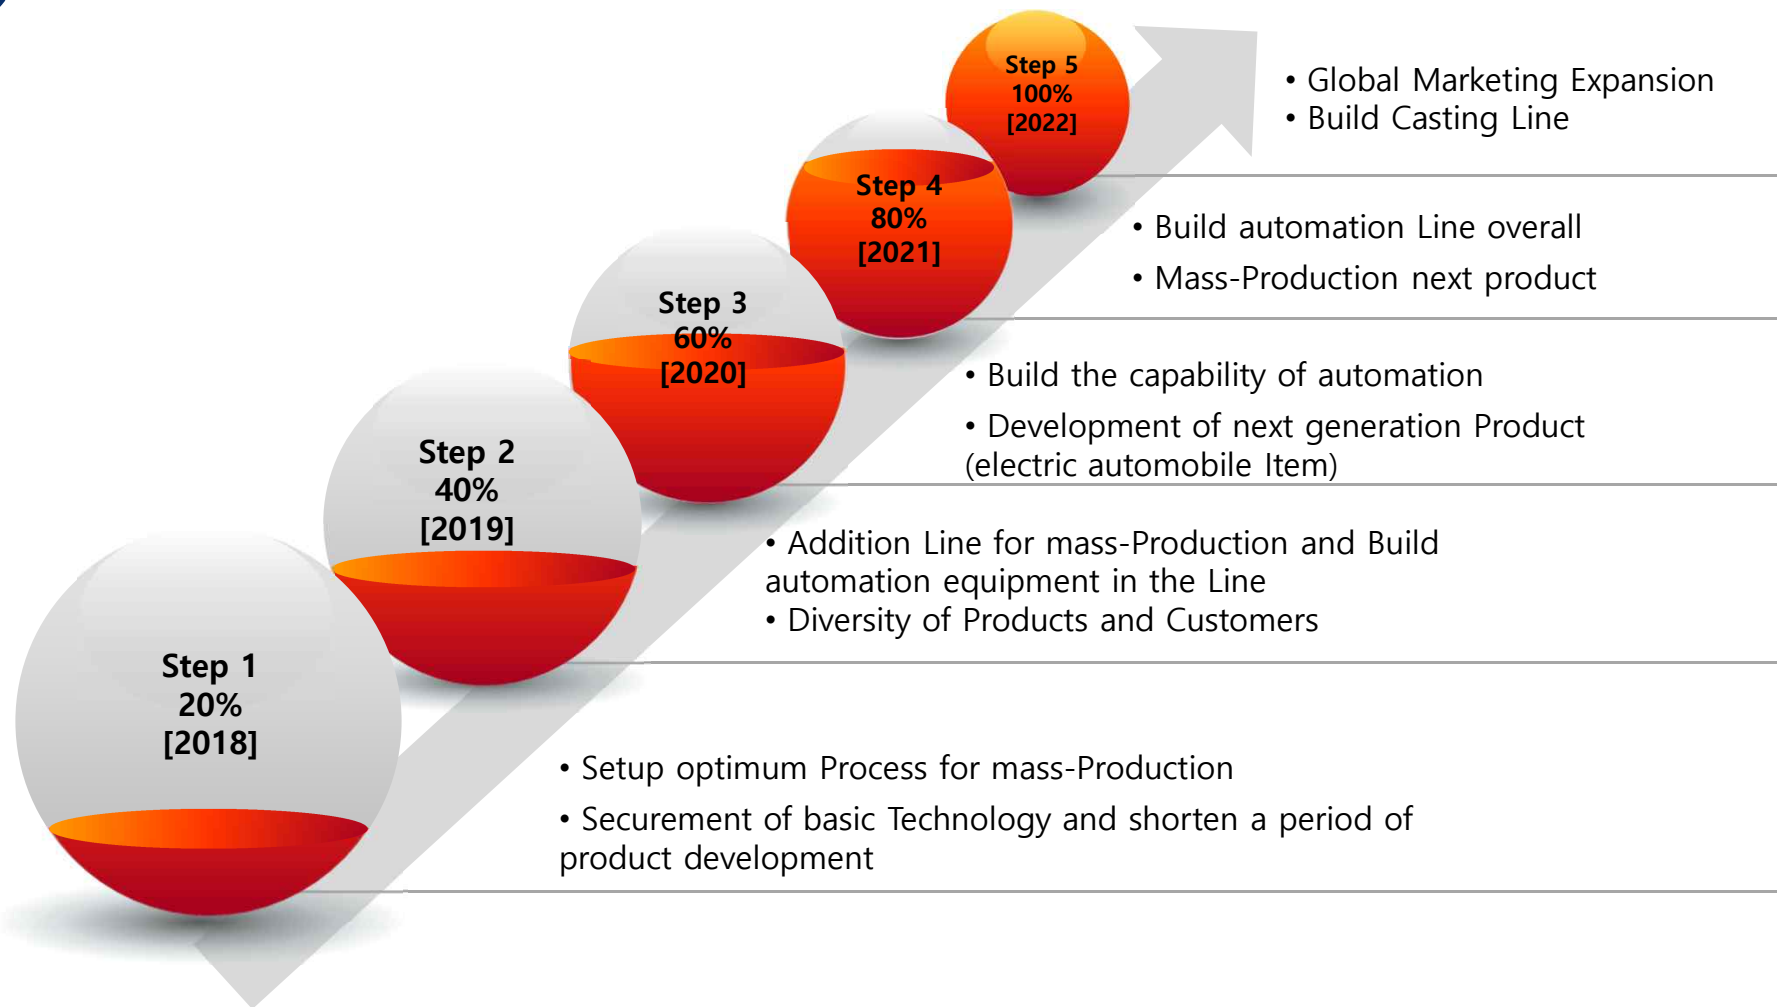 Step 5
100%
[2022]
• Global Marketing Expansion
• Build Casting Line
Step 4
80%
[2021]
• Build automation Line overall
• Mass-Production next product
Step 3
60%
[2020]
• Build the capability of automation
• Development of next generation Product
(electric automobile Item)
Step 2
40%
[2019]
• Addition Line for mass-Production and Build
automation equipment in the Line
• Diversity of Products and Customers
Step 1
20%
[2018]
• Setup optimum Process for mass-Production
• Securement of basic Technology and shorten a period of
product development